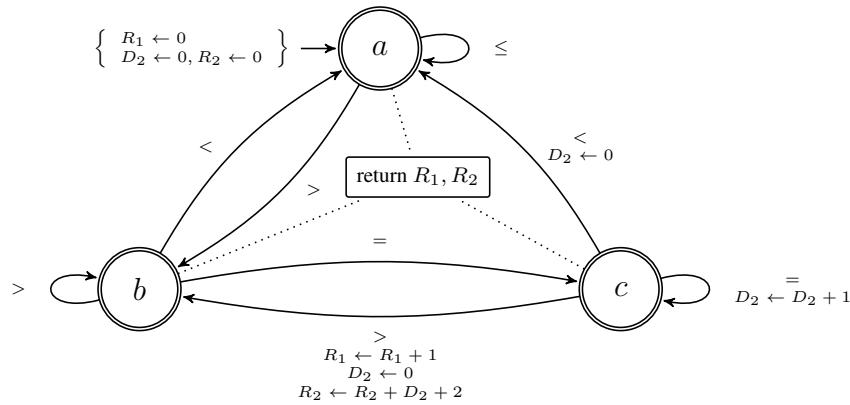 R₁ ← 0
D₂ ← 0, R₂ ← 0
a
≤
<
<
D₂ ← 0
return R₁, R₂
>
=
>
b
c
=
D₂ ← D₂ + 1
>
R₁ ← R₁ + 1
D₂ ← 0
R₂ ← R₂ + D₂ + 2